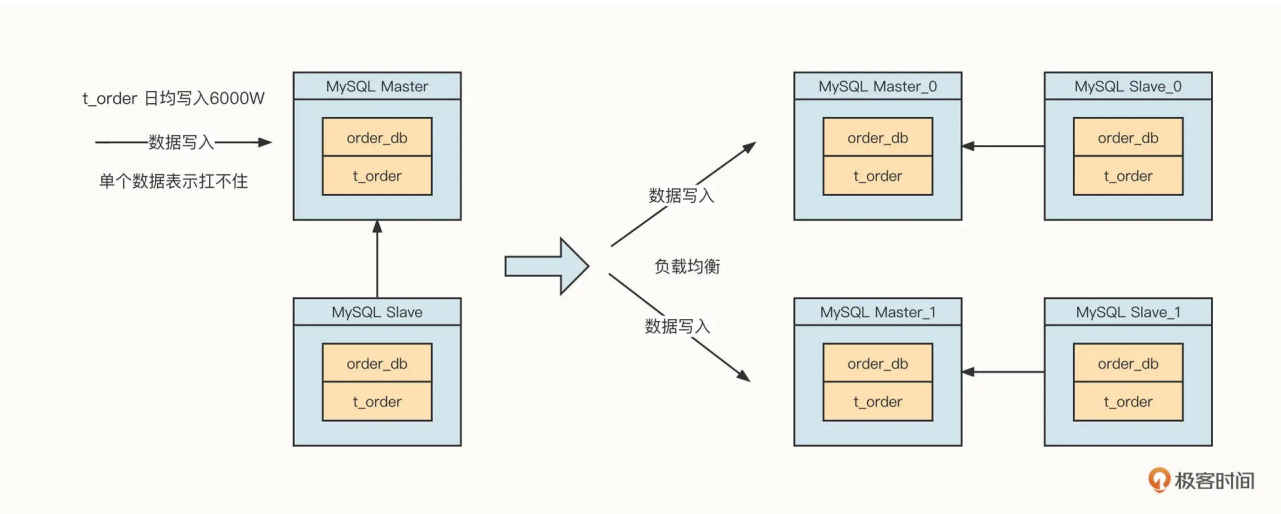 t_order 日均写入6000W
数据写入
单个数据表示扛不住
MySQL Master
order_db
t_order
MySQL Slave
order_db
t_order
数据写入
负载均衡
数据写入
MySQL Master_0
order_db
t_order
MySQL Slave_0
order_db
t_order
MySQL Master_1
order_db
t_order
MySQL Slave_1
order_db
t_order
极客时间